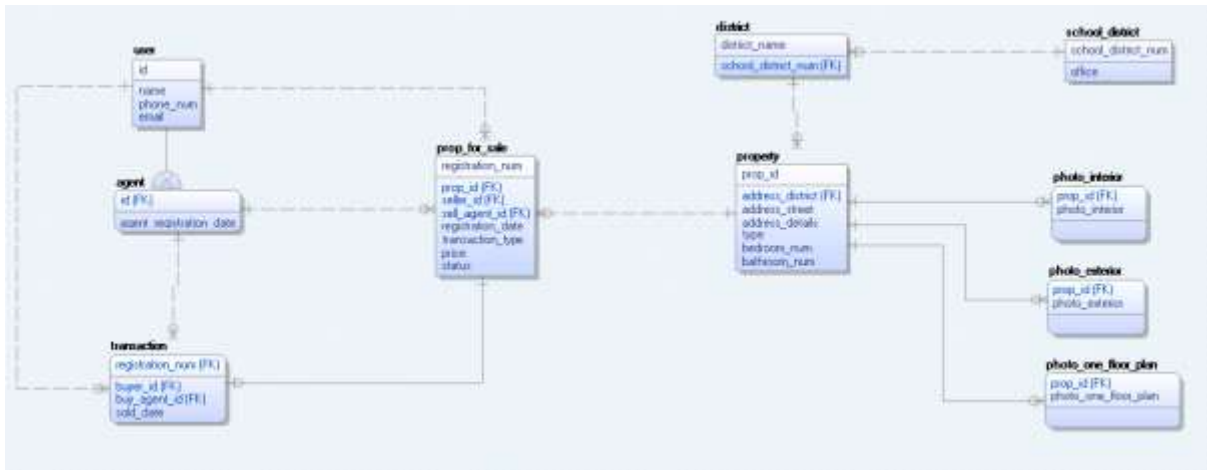 user
id
name
phone_num
email
agent
id (FK)
agent_registration_date
transaction
registration_num (FK)
buyer_id (FK)
buy_agent_id (FK)
sold_date
prop_for_sale
registration_num
prop_id (FK)
seller_id (FK)
sell_agent_id (FK)
registration_date
transaction_type
price
status
district
district_name
school_district_num (FK)
school_district
school_district_num
office
property
prop_id
address_district (FK)
address_street
address_details
type
bedroom_num
bathroom_num
photo_interior
prop_id (FK)
photo_interior
photo_exterior
prop_id (FK)
photo_exterior
photo_one_floor_plan
prop_id (FK)
photo_one_floor_plan